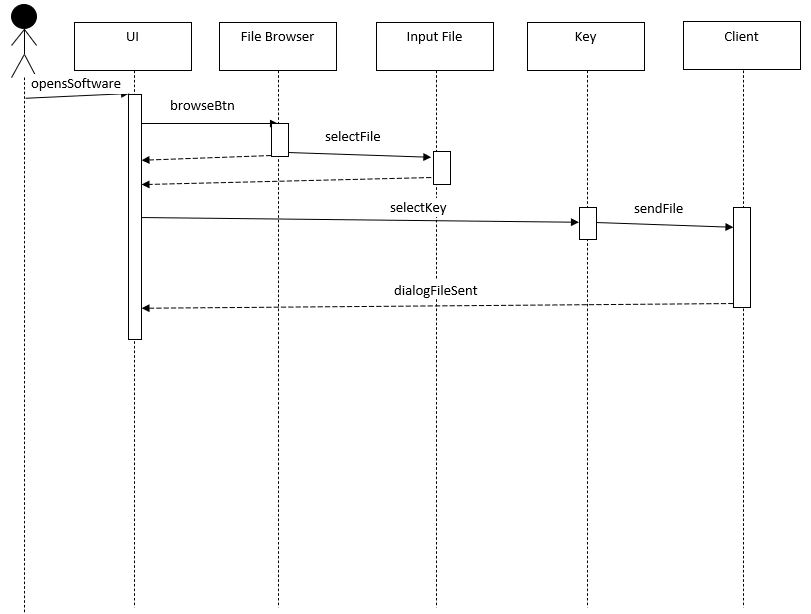 UI
File Browser
Input File
Key
Client
opensSoftware
browseBtn
selectFile
selectKey
sendFile
dialogFileSent